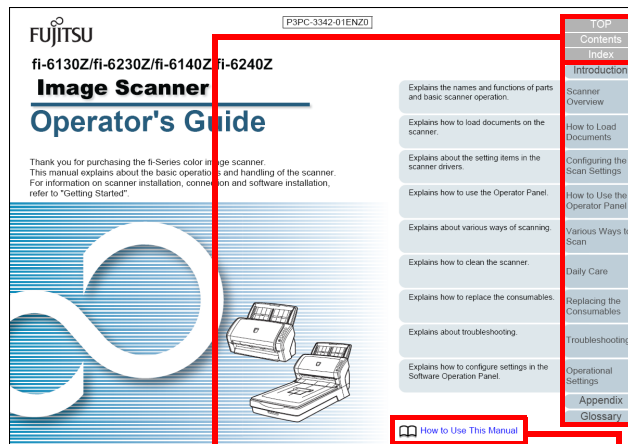 P3PC-3342-01ENZ0
FUJITSU
fi-6130Z/fi-6230Z/fi-6140Z/fi-6240Z
Image Scanner
Operator's Guide
Thank you for purchasing the fi-Series color image scanner.
This manual explains about the basic operations and handling of the scanner.
For information on scanner installation, connection and software installation,
refer to "Getting Started".
TOP
Contents
Index
Introduction
Explains the names and functions of parts
and basic scanner operation.
Scanner
Overview
Explains how to load documents on the
scanner.
How to Load
Documents
Explains about the setting items in the
scanner drivers.
Configuring the
Scan Settings
Explains how to use the Operator Panel.
How to Use the
Operator Panel
Explains about various ways of scanning.
Various Ways to
Scan
Explains how to clean the scanner.
Daily Care
Explains how to replace the consumables.
Replacing the
Consumables
Explains about troubleshooting.
Troubleshooting
Explains how to configure settings in the
Software Operation Panel.
Operational
Settings
Appendix
Glossary
How to Use This Manual